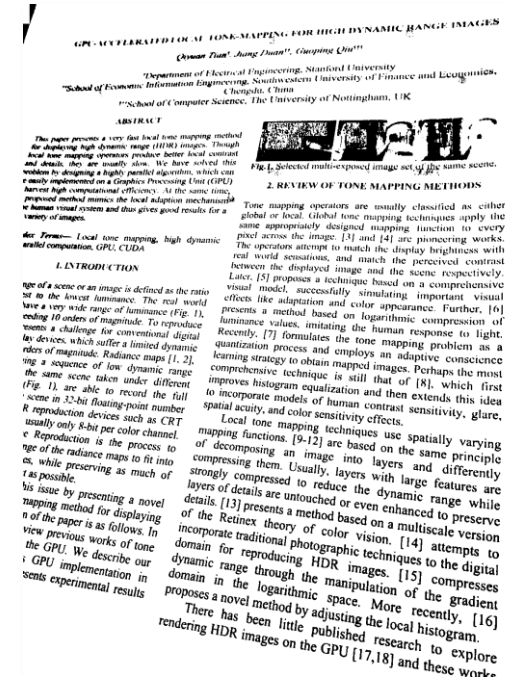 GPU-ACCELERATED LOCAL TONE-MAPPING FOR HIGH DYNAMIC RANGE IMAGES
Qiyuan Tian†, Jiang Duan††, Guoping Qiu†††
†Department of Electrical Engineering, Stanford University
††School of Economic Information Engineering, Southwestern University of Finance and Economics,
Chengdu, China
†††School of Computer Science, The University of Nottingham, UK
ABSTRACT
This paper presents a very fast local tone mapping method
for displaying high dynamic range (HDR) images. Though
local tone mapping operators produce better local contrast
and details, they are usually slow. We have solved this
problem by designing a highly parallel algorithm, which can
e easily implemented on a Graphics Processing Unit (GPU)
harvest high computational efficiency. At the same time,
proposed method mimics the local adaption mechanism
e human visual system and thus gives good results for a
variety of images.
dex Terms— Local tone mapping, high dynamic
arallel computation, GPU, CUDA
1. INTRODUCTION
nge of a scene or an image is defined as the ratio
est to the lowest luminance. The real world
ave a very wide range of luminance (Fig. 1),
eeding 10 orders of magnitude. To reproduce
esents a challenge for conventional digital
lay devices, which suffer a limited dynamic
rders of magnitude. Radiance maps [1, 2],
ing a sequence of low dynamic range
the same scene taken under different
(Fig. 1), are able to record the full
scene in 32-bit floating-point number
R reproduction devices such as CRT
usually only 8-bit per color channel.
e Reproduction is the process to
nge of the radiance maps to fit into
es, while preserving as much of
t as possible.
his issue by presenting a novel
mapping method for displaying
n of the paper is as follows. In
view previous works of tone
the GPU. We describe our
s GPU implementation in
esents experimental results
Fig.1. Selected multi-exposed image set of the same scene.
2. REVIEW OF TONE MAPPING METHODS
Tone mapping operators are usually classified as either
global or local. Global tone mapping techniques apply the
same appropriately designed mapping function to every
pixel across the image. [3] and [4] are pioneering works.
The operators attempt to match the display brightness with
real world sensations, and match the perceived contrast
between the displayed image and the scene respectively.
Later, [5] proposes a technique based on a comprehensive
visual model, successfully simulating important visual
effects like adaptation and color appearance. Further, [6]
presents a method based on logarithmic compression of
luminance values, imitating the human response to light.
Recently, [7] formulates the tone mapping problem as a
quantization process and employs an adaptive conscience
learning strategy to obtain mapped images. Perhaps the most
comprehensive technique is still that of [8], which first
improves histogram equalization and then extends this idea
to incorporate models of human contrast sensitivity, glare,
spatial acuity, and color sensitivity effects.
Local tone mapping techniques use spatially varying
mapping functions. [9-12] are based on the same principle
of decomposing an image into layers and differently
compressing them. Usually, layers with large features are
strongly compressed to reduce the dynamic range while
layers of details are untouched or even enhanced to preserve
details. [13] presents a method based on a multiscale version
of the Retinex theory of color vision. [14] attempts to
incorporate traditional photographic techniques to the digital
domain for reproducing HDR images. [15] compresses
dynamic range through the manipulation of the gradient
domain in the logarithmic space. More recently, [16]
proposes a novel method by adjusting the local histogram.
There has been little published research to explore
rendering HDR images on the GPU [17,18] and these works